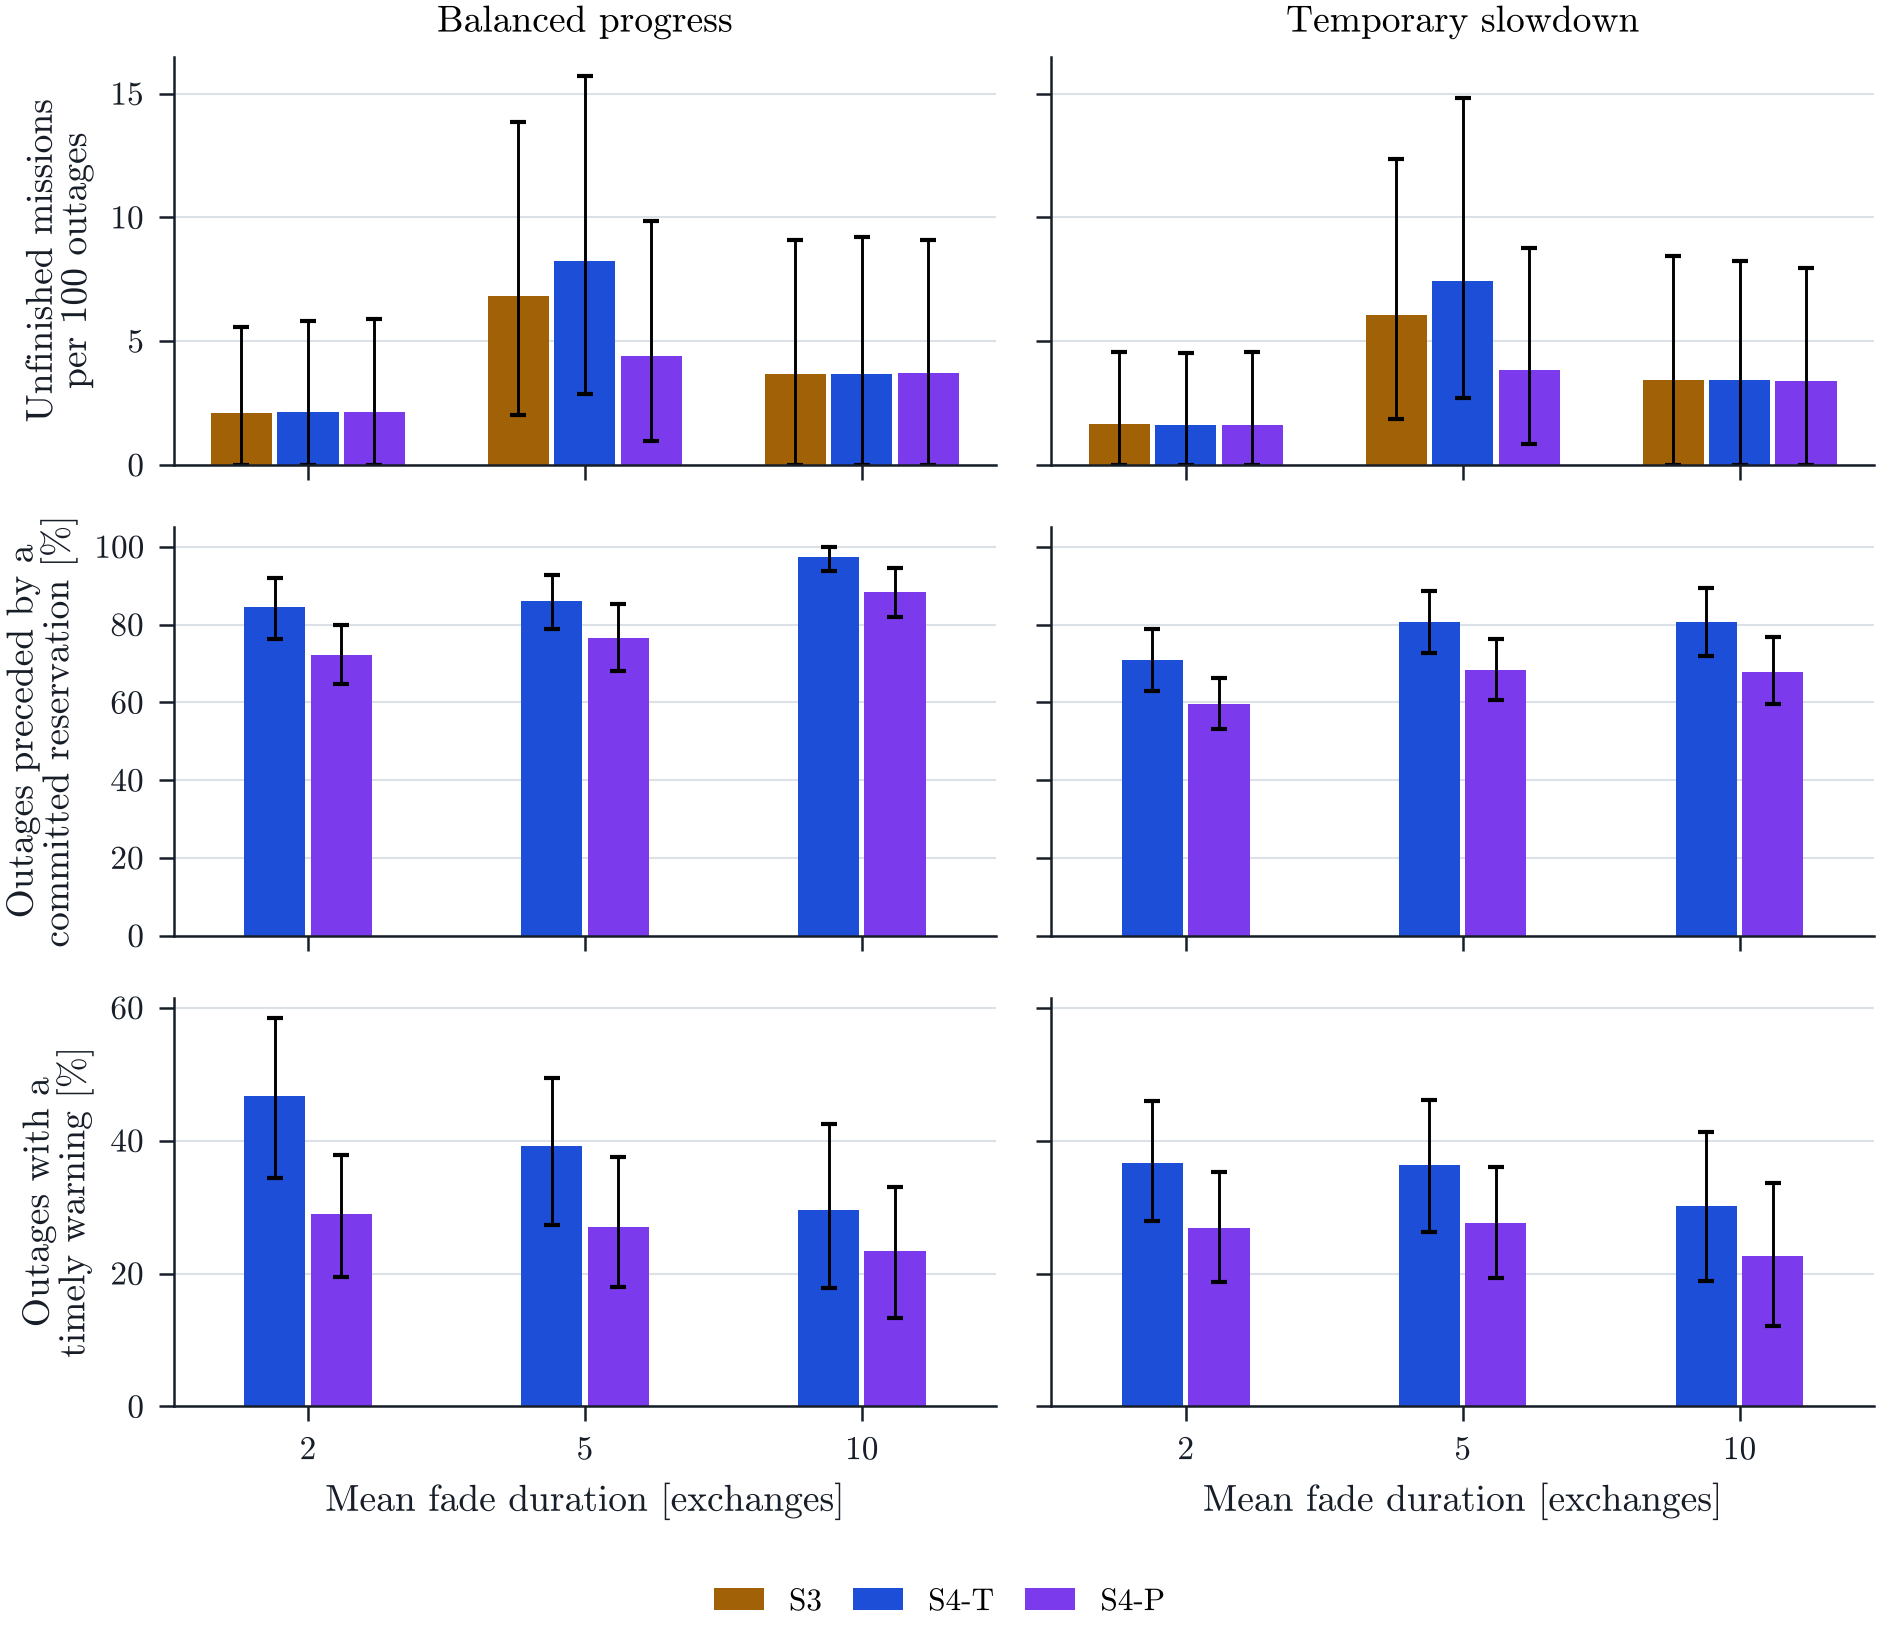 Balanced progress
Temporary slowdown
Unfinished missions
per 100 outages
15
10
5
0
Outages preceded by a
committed reservation [%]
100
80
60
40
20
0
Outages with a
timely warning [%]
60
40
20
0
2
5
10
2
5
10
Mean fade duration [exchanges]
Mean fade duration [exchanges]
S3
S4-T
S4-P